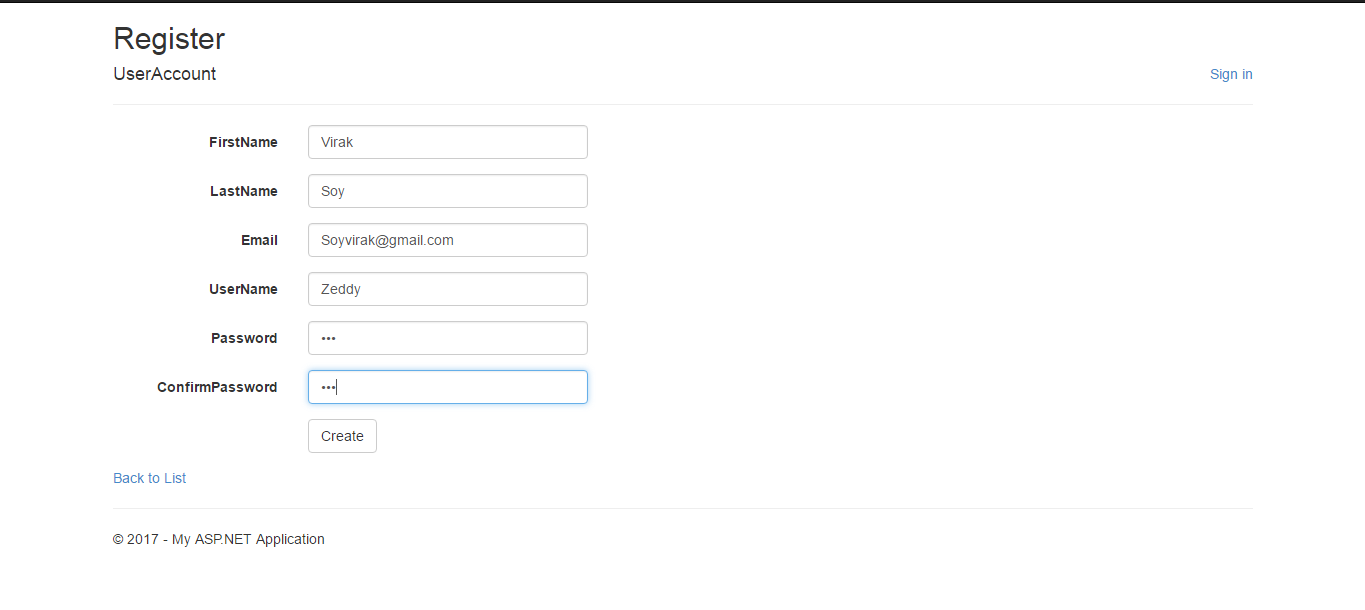 Register
UserAccount
Sign in
FirstName Virak
LastName Soy
Email Soyvirak@gmail.com
UserName Zeddy
Password •••
ConfirmPassword •••
Create
Back to List
© 2017 - My ASP.NET Application